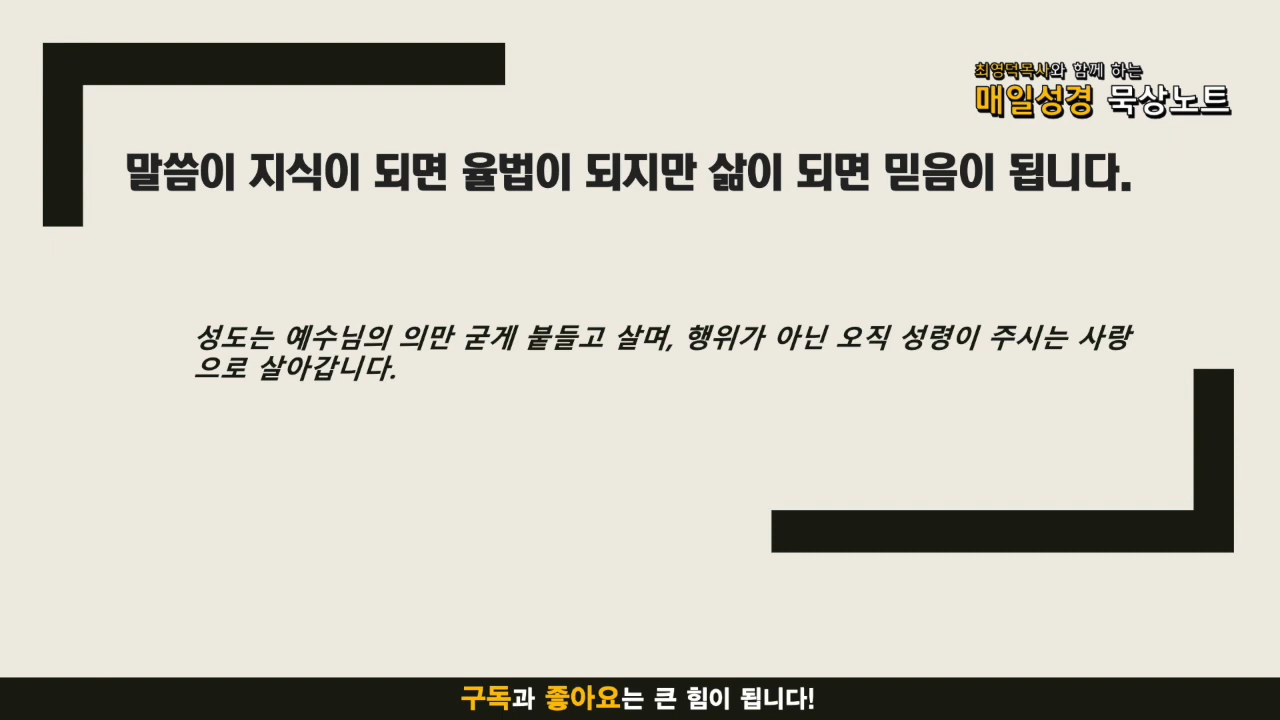 최영덕목사와 함께 하는
매일성경 묵상노트
말씀이 지식이 되면 율법이 되지만 삶이 되면 믿음이 됩니다.
성도는 예수님의 의만 굳게 붙들고 살며, 행위가 아닌 오직 성령이 주시는 사랑
으로 살아갑니다.
구독과 좋아요는 큰 힘이 됩니다!